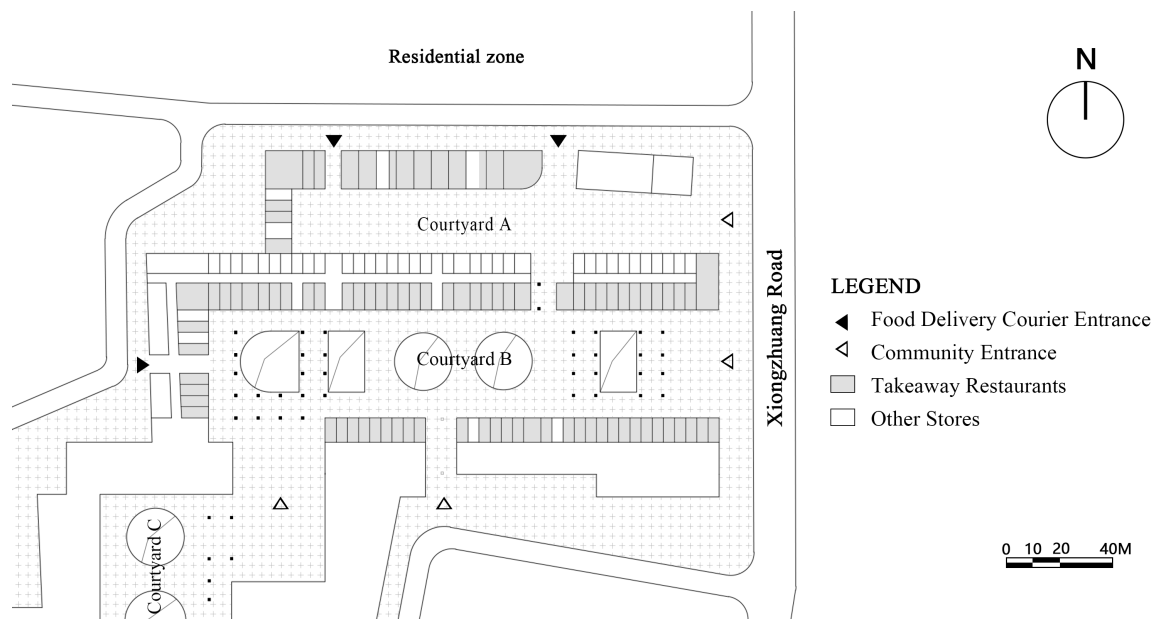 Residential zone
N
Courtyard A
Xiongzhuang Road
LEGEND
Food Delivery Courier Entrance
Community Entrance
Courtyard B
Takeaway Restaurants
Other Stores
Courtyard C
0 10 20 40M